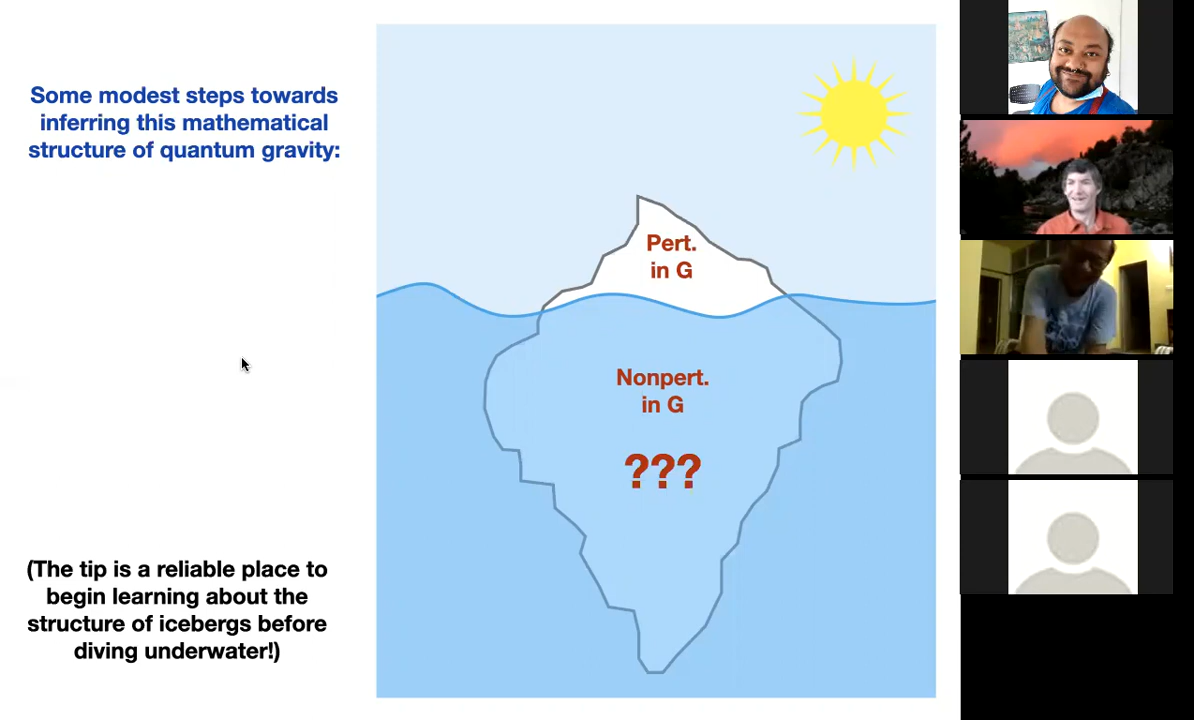 Some modest steps towards
inferring this mathematical
structure of quantum gravity:
Pert.
in G
Nonpert.
in G
???
(The tip is a reliable place to
begin learning about the
structure of icebergs before
diving underwater!)